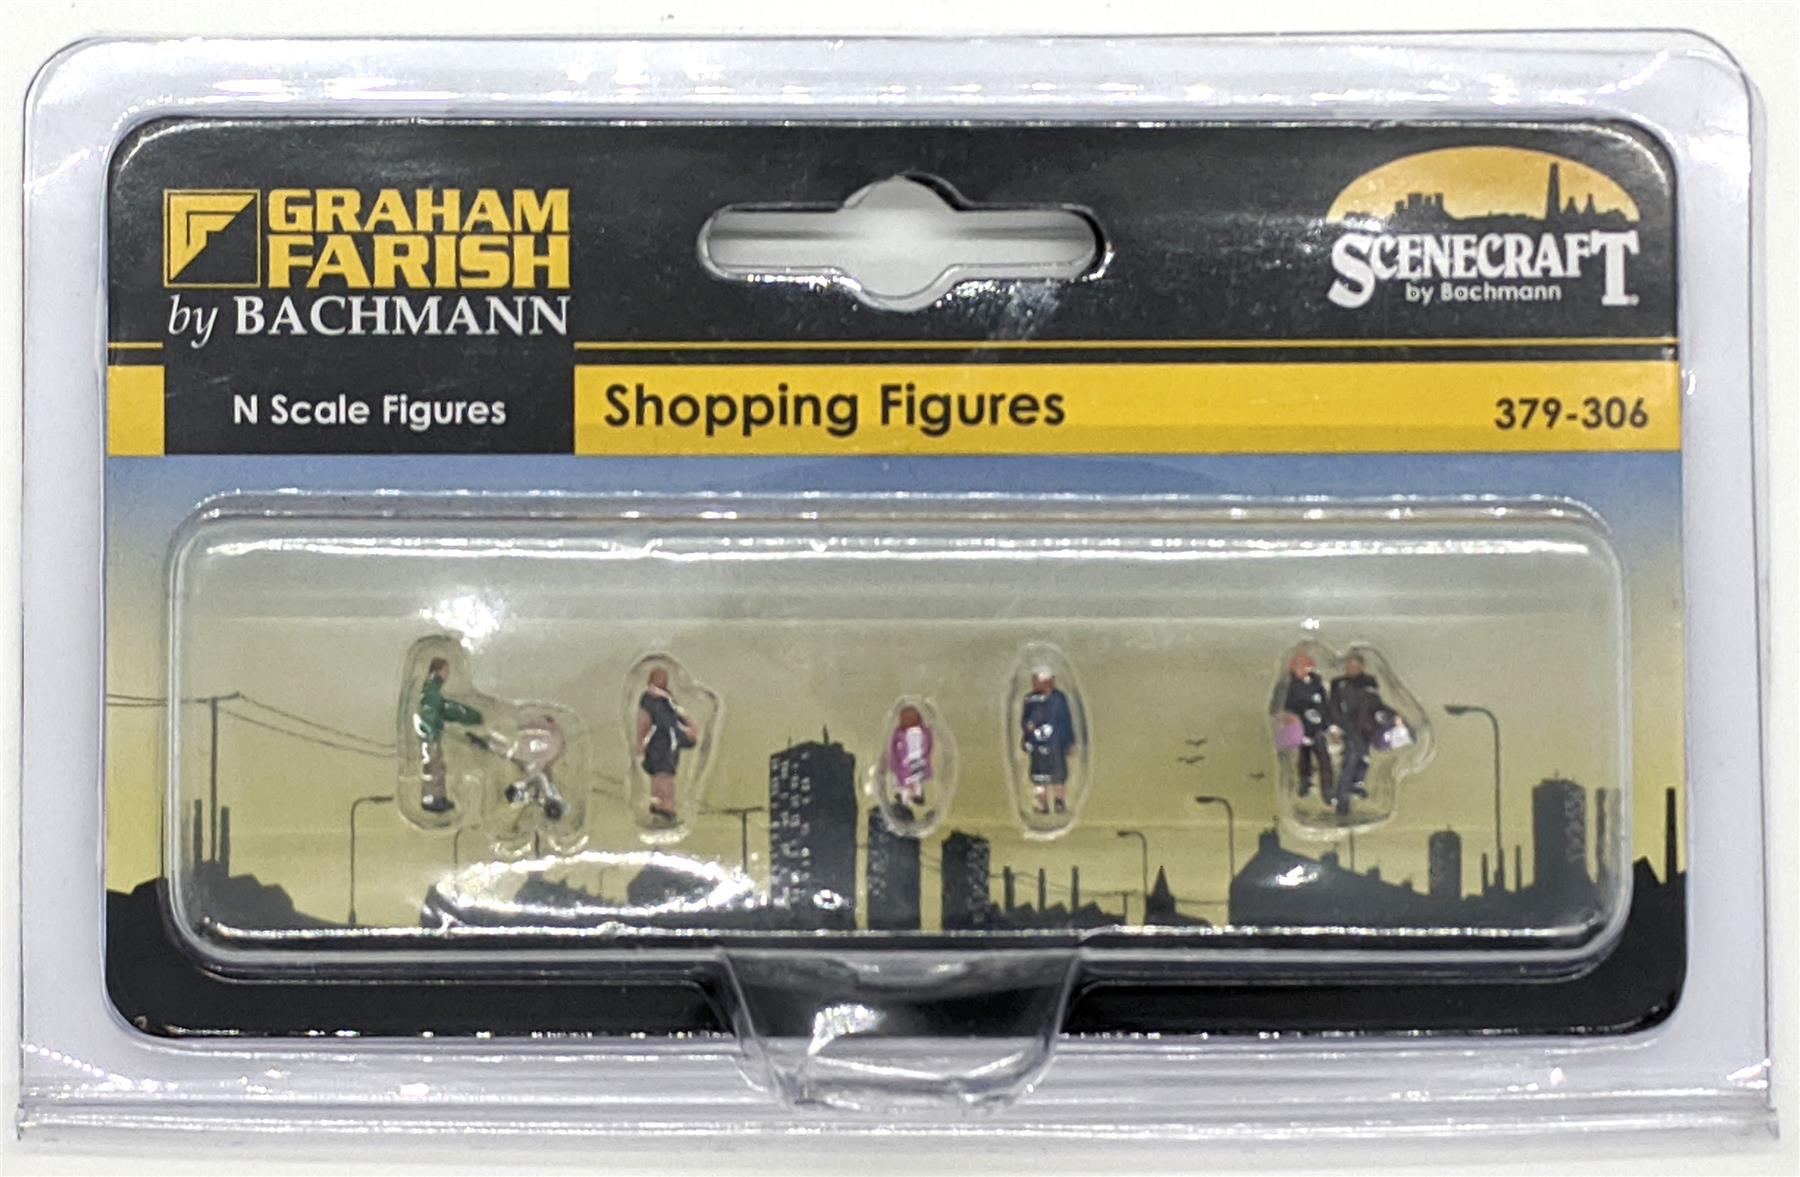 GRAHAM
FARISH
by BACHMANN
SCENECRAFT
by Bachmann
N Scale Figures
Shopping Figures
379-306